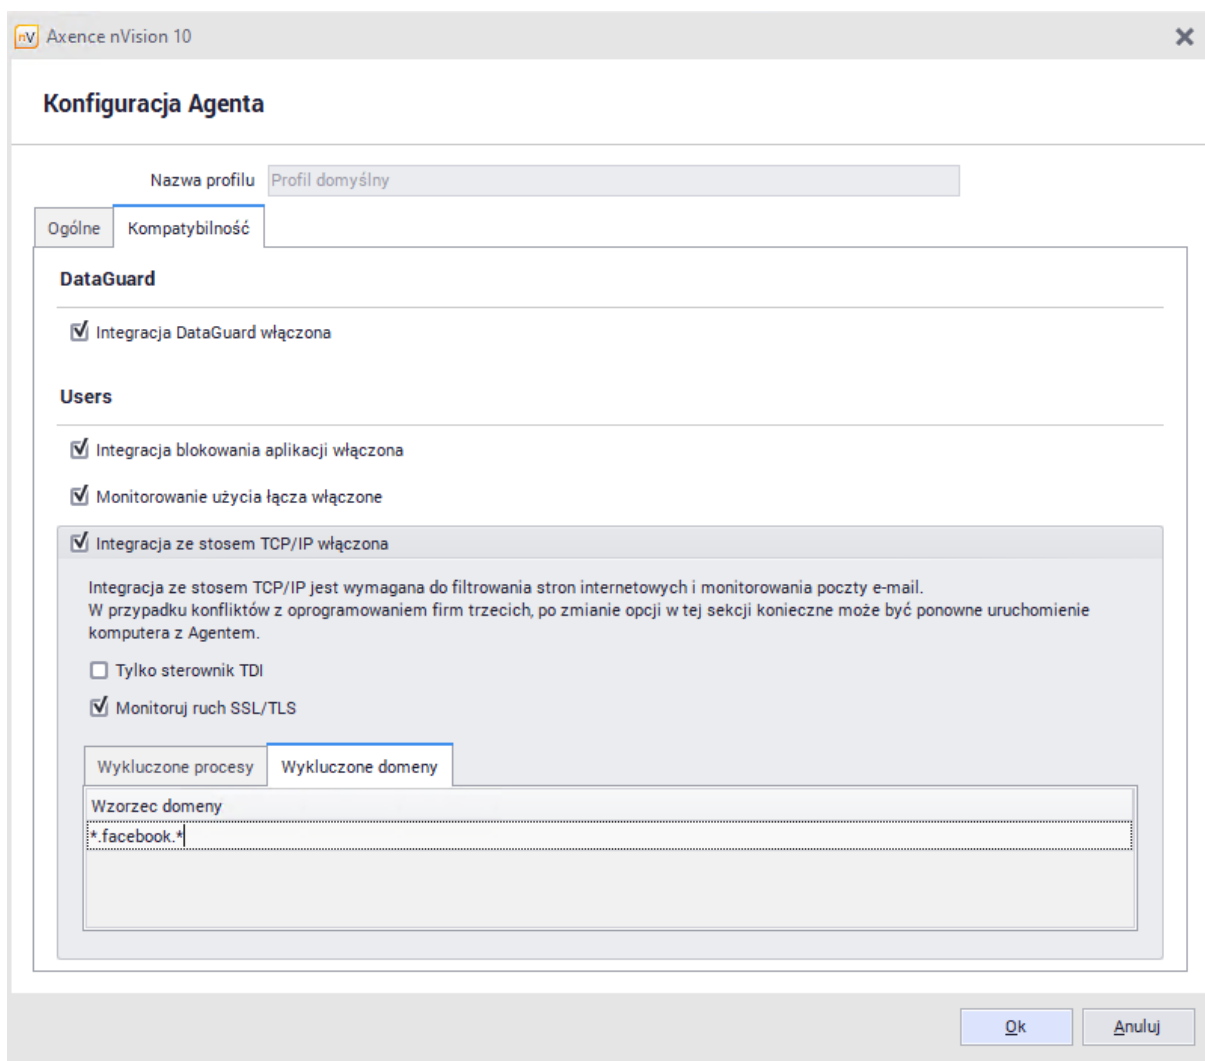 nV Axence nVision 10
Konfiguracja Agenta
Nazwa profilu Profil domyślny
Ogólne Kompatybilność
DataGuard
Integracja DataGuard włączona
Users
Integracja blokowania aplikacji włączona
Monitorowanie użycia łącza włączone
Integracja ze stosem TCP/IP włączona
Integracja ze stosem TCP/IP jest wymagana do filtrowania stron internetowych i monitorowania poczty e-mail.
W przypadku konfliktów z oprogramowaniem firm trzecich, po zmianie opcji w tej sekcji konieczne może być ponowne uruchomienie
komputera z Agentem.
Tylko sterownik TDI
Monitoruj ruch SSL/TLS
Wykluczone procesy Wykluczone domeny
Wzorzec domeny
*.facebook.*
Ok Anuluj